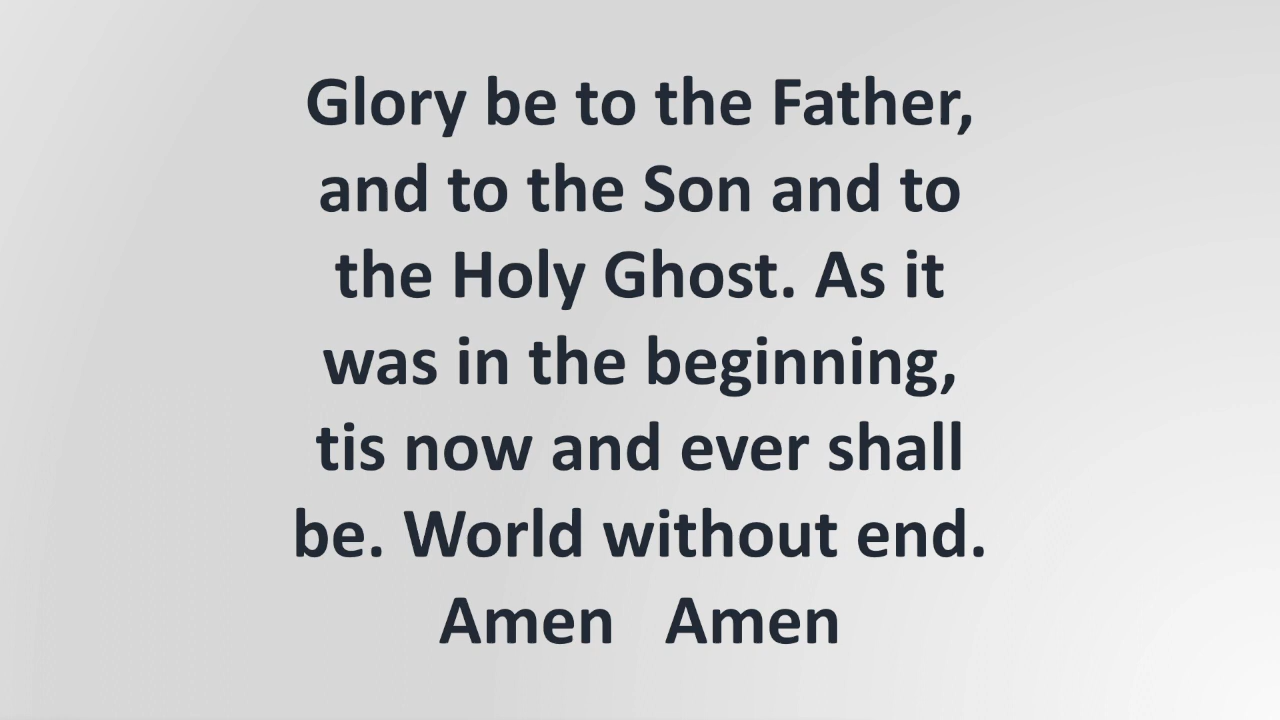 Glory be to the Father,
and to the Son and to
the Holy Ghost. As it
was in the beginning,
tis now and ever shall
be. World without end.
Amen   Amen